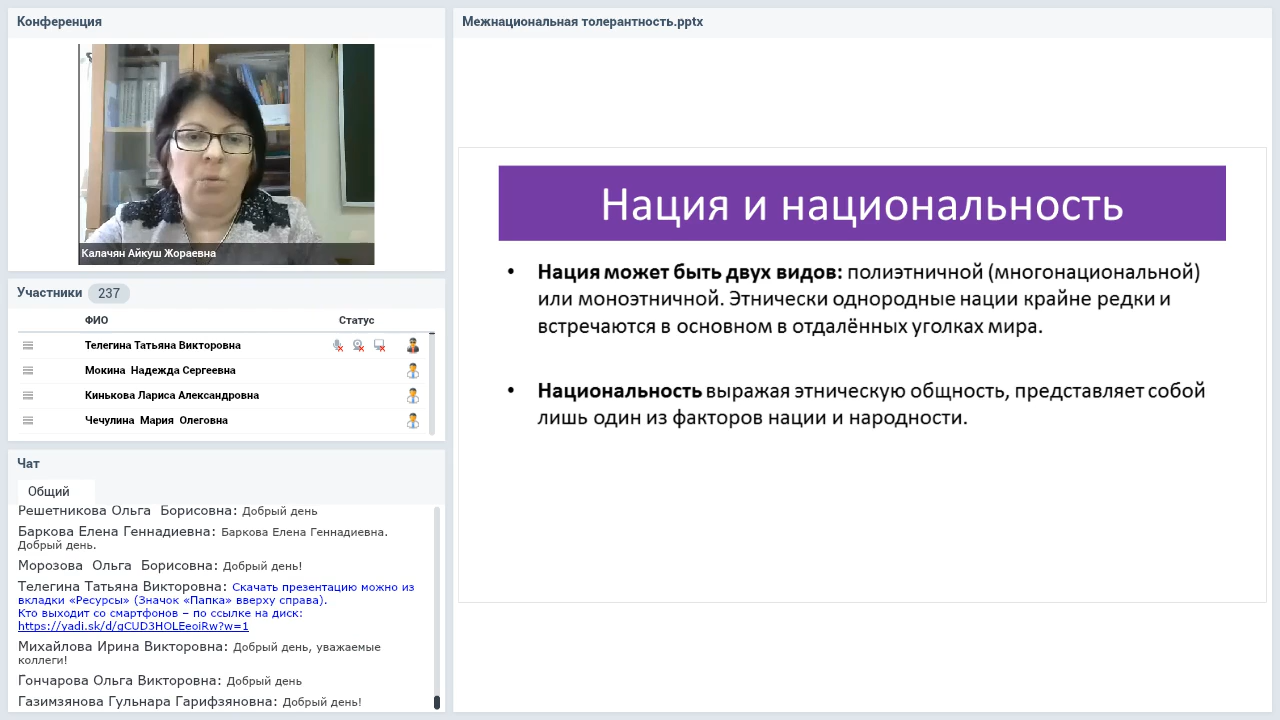 Конференция
Калачян Айкуш Жораевна
Участники 237
ФИО Статус
Телегина Татьяна Викторовна
Мокина Надежда Сергеевна
Кинькова Лариса Александровна
Чечулина Мария Олеговна
Чат
Общий
Решетникова Ольга Борисовна: Добрый день
Баркова Елена Геннадиевна: Баркова Елена Геннадиевна.
Добрый день.
Морозова Ольга Борисовна: Добрый день!
Телегина Татьяна Викторовна: Скачать презентацию можно из
вкладки «Ресурсы» (Значок «Папка» вверху справа).
Кто выходит со смартфонов – по ссылке на диск:
https://yadi.sk/d/gCUD3HOLEeoiRw?w=1
Михайлова Ирина Викторовна: Добрый день, уважаемые
коллеги!
Гончарова Ольга Викторовна: Добрый день
Газимзянова Гульнара Гарифзяновна: Добрый день!
Межнациональная толерантность.pptx
Нация и национальность
• Нация может быть двух видов: полиэтничной (многонациональной)
или моноэтничной. Этнически однородные нации крайне редки и
встречаются в основном в отдалённых уголках мира.
• Национальность выражая этническую общность, представляет собой
лишь один из факторов нации и народности.